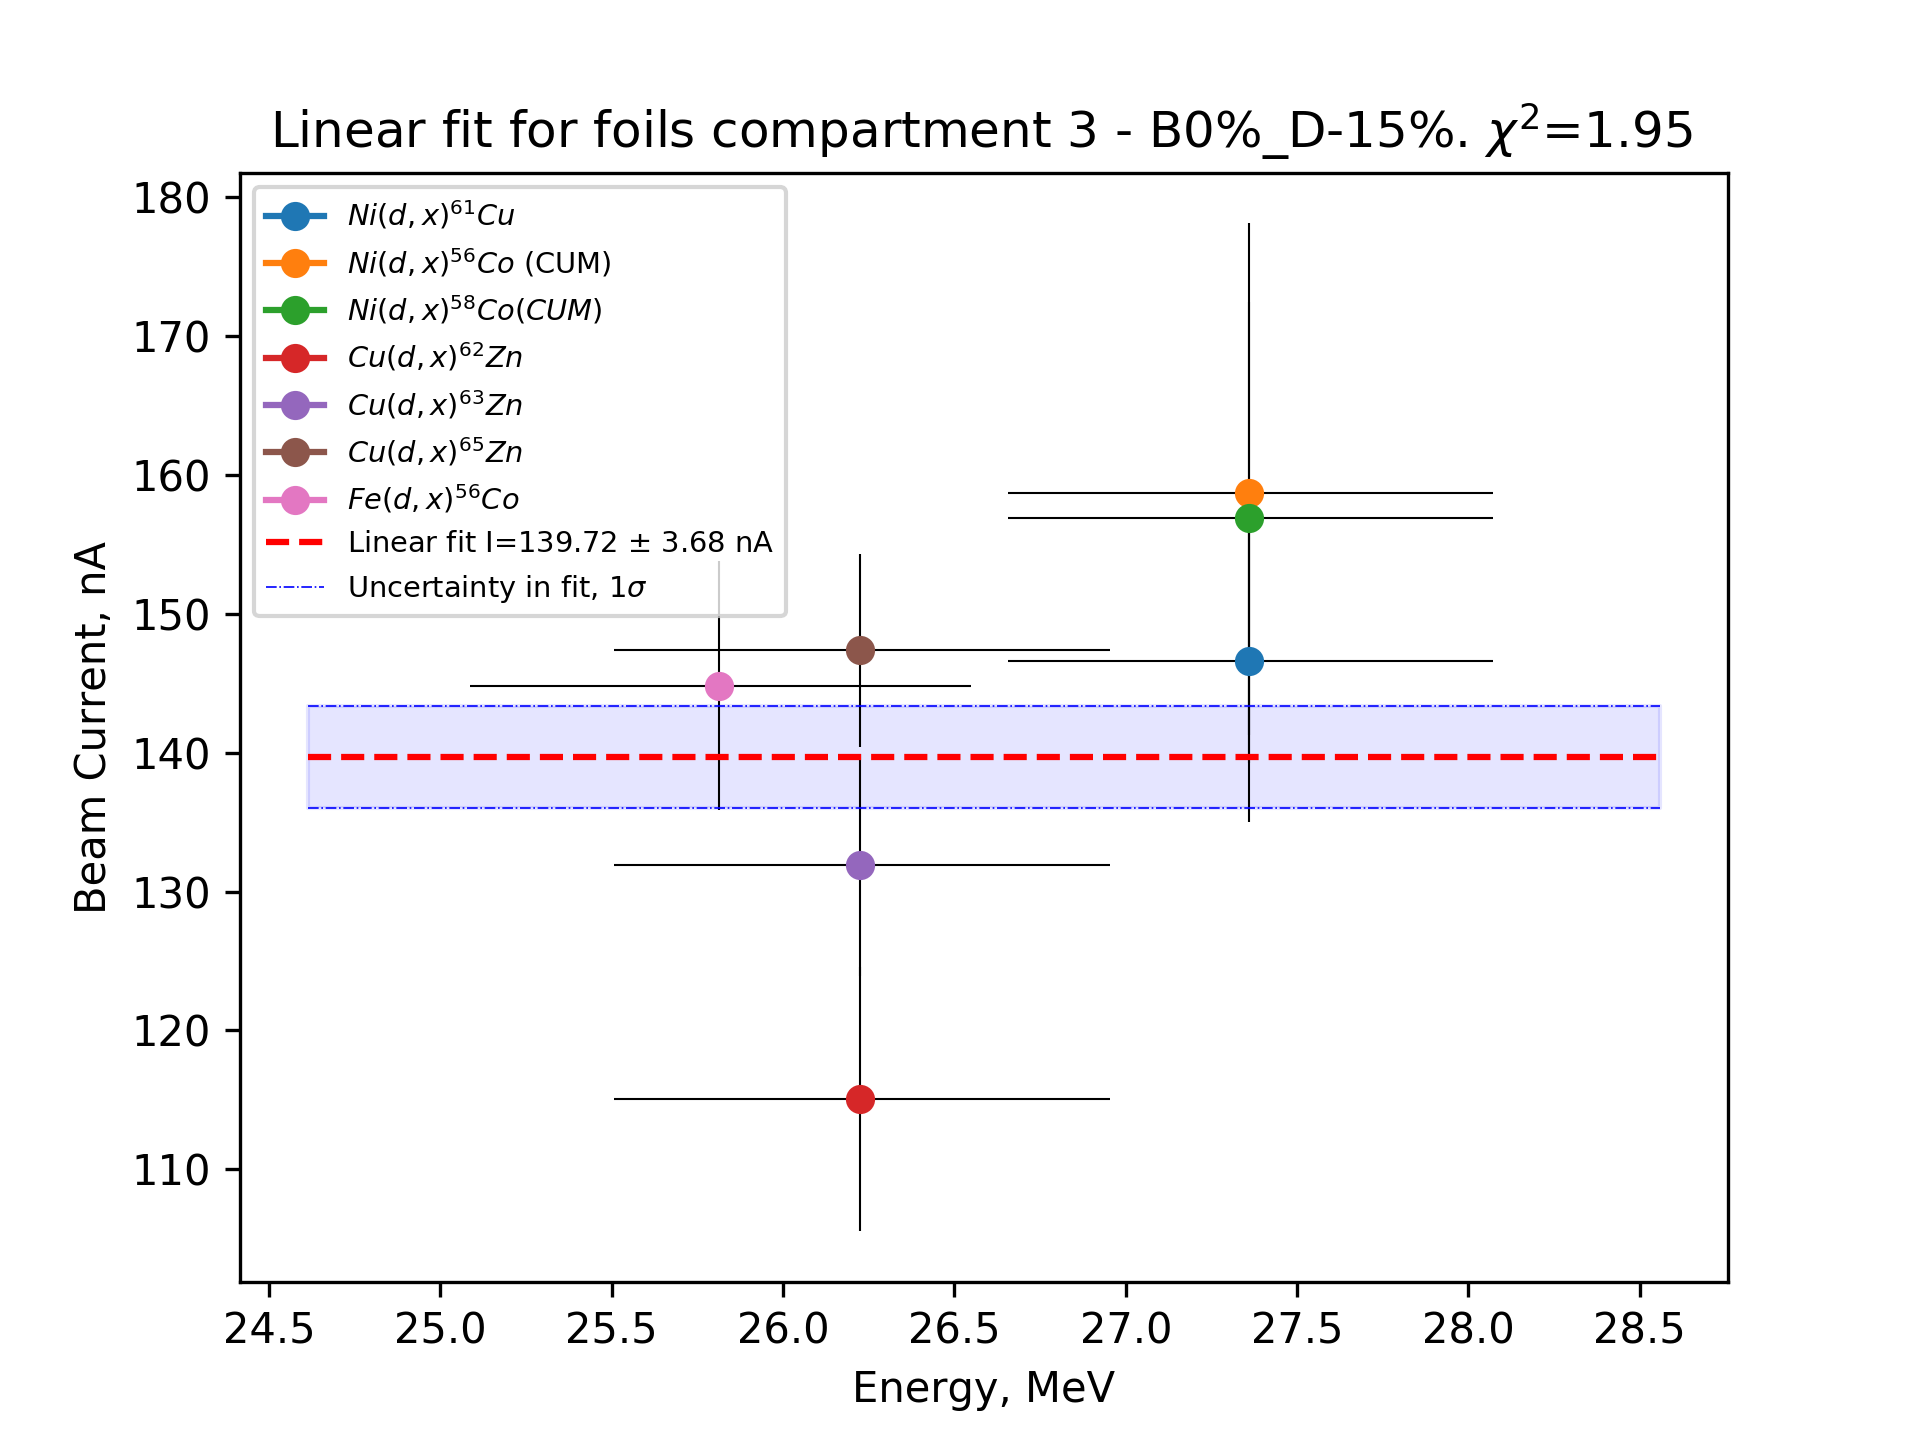 Linear fit for foils compartment 3 - B0%_D-15%. χ²=1.95
180
170
160
150
140
130
120
110
Beam Current, nA
Ni(d, x)⁶¹Cu
Ni(d, x)⁵⁶Co (CUM)
Ni(d, x)⁵⁸Co(CUM)
Cu(d, x)⁶²Zn
Cu(d, x)⁶³Zn
Cu(d, x)⁶⁵Zn
Fe(d, x)⁵⁶Co
Linear fit I=139.72 ± 3.68 nA
Uncertainty in fit, 1σ
24.5 25.0 25.5 26.0 26.5 27.0 27.5 28.0 28.5
Energy, MeV